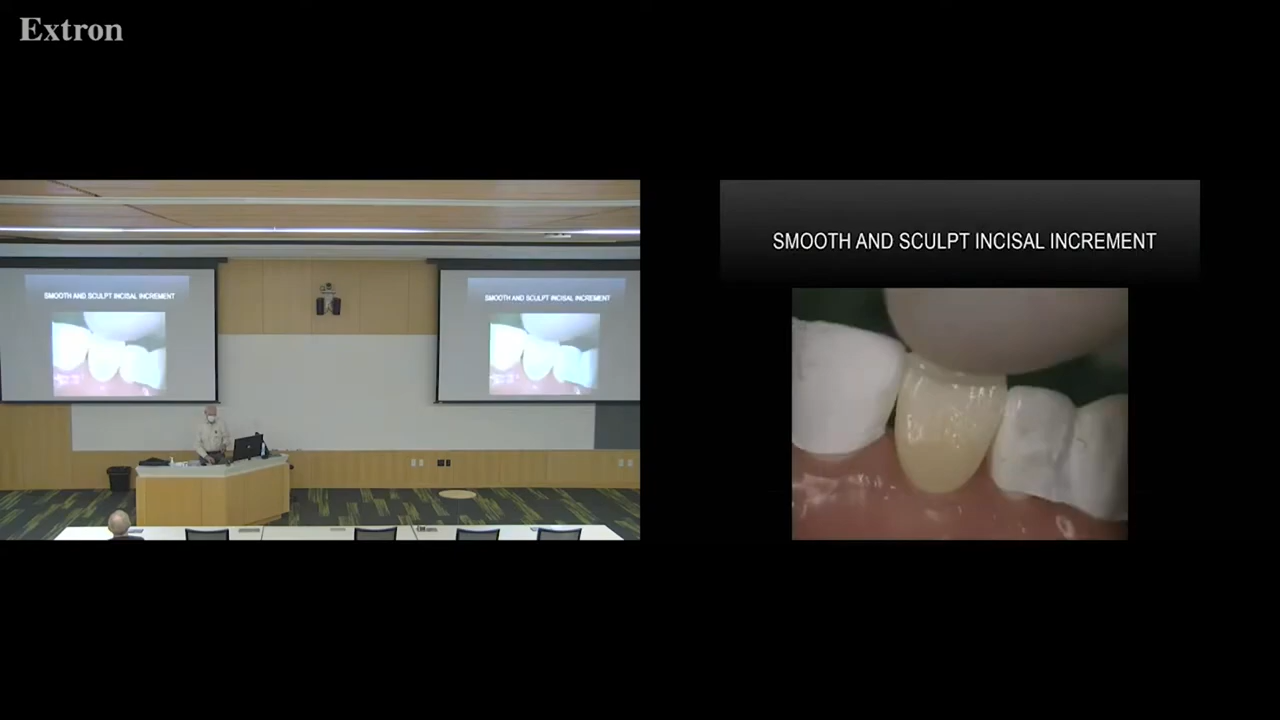 Extron
SMOOTH AND SCULPT INCISAL INCREMENT
SMOOTH AND SCULPT INCISAL INCREMENT
SMOOTH AND SCULPT INCISAL INCREMENT